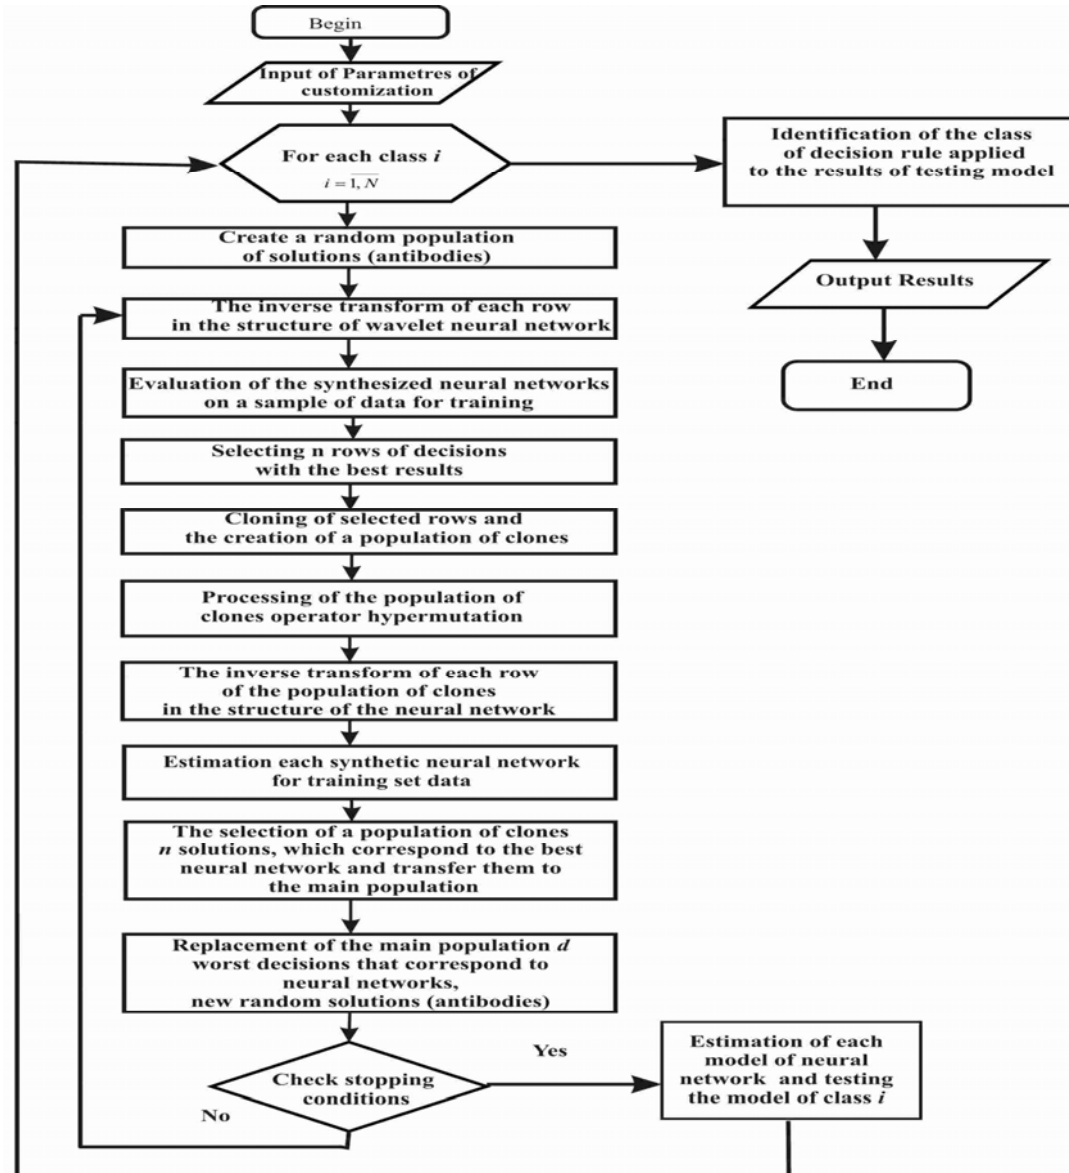 Begin
Input of Parametres of
customization
For each class i
i = 1, N
Identification of the class
of decision rule applied
to the results of testing model
Create a random population
of solutions (antibodies)
Output Results
The inverse transform of each row
in the structure of wavelet neural network
End
Evaluation of the synthesized neural networks
on a sample of data for training
Selecting n rows of decisions
with the best results
Cloning of selected rows and
the creation of a population of clones
Processing of the population of
clones operator hypermutation
The inverse transform of each row
of the population of clones
in the structure of the neural network
Estimation each synthetic neural network
for training set data
The selection of a population of clones
n solutions, which correspond to the best
neural network and transfer them to
the main population
Replacement of the main population d
worst decisions that correspond to
neural networks,
new random solutions (antibodies)
Check stopping
conditions
Yes
No
Estimation of each
model of neural
network and testing
the model of class i